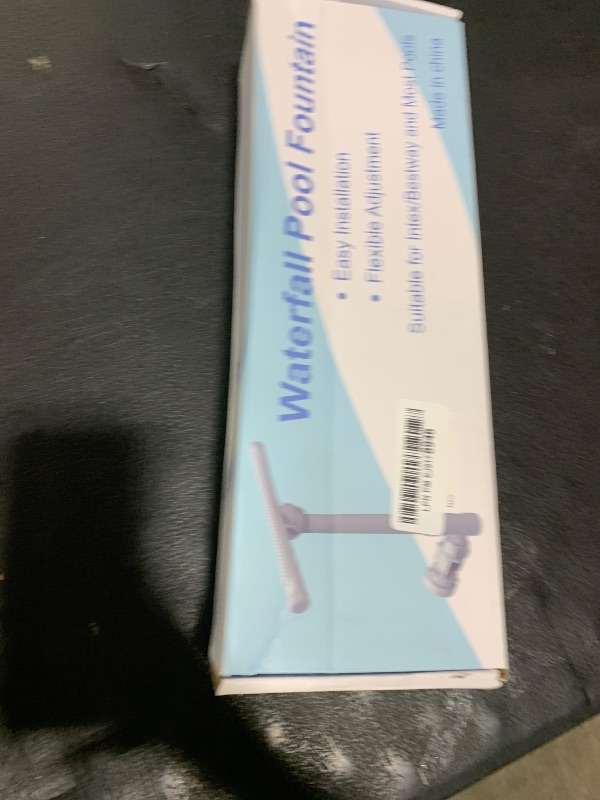 Waterfall Pool Fountain
• Easy Installation
• Flexible Adjustment
Suitable for Intex/Bestway and Most Pools
Made in china